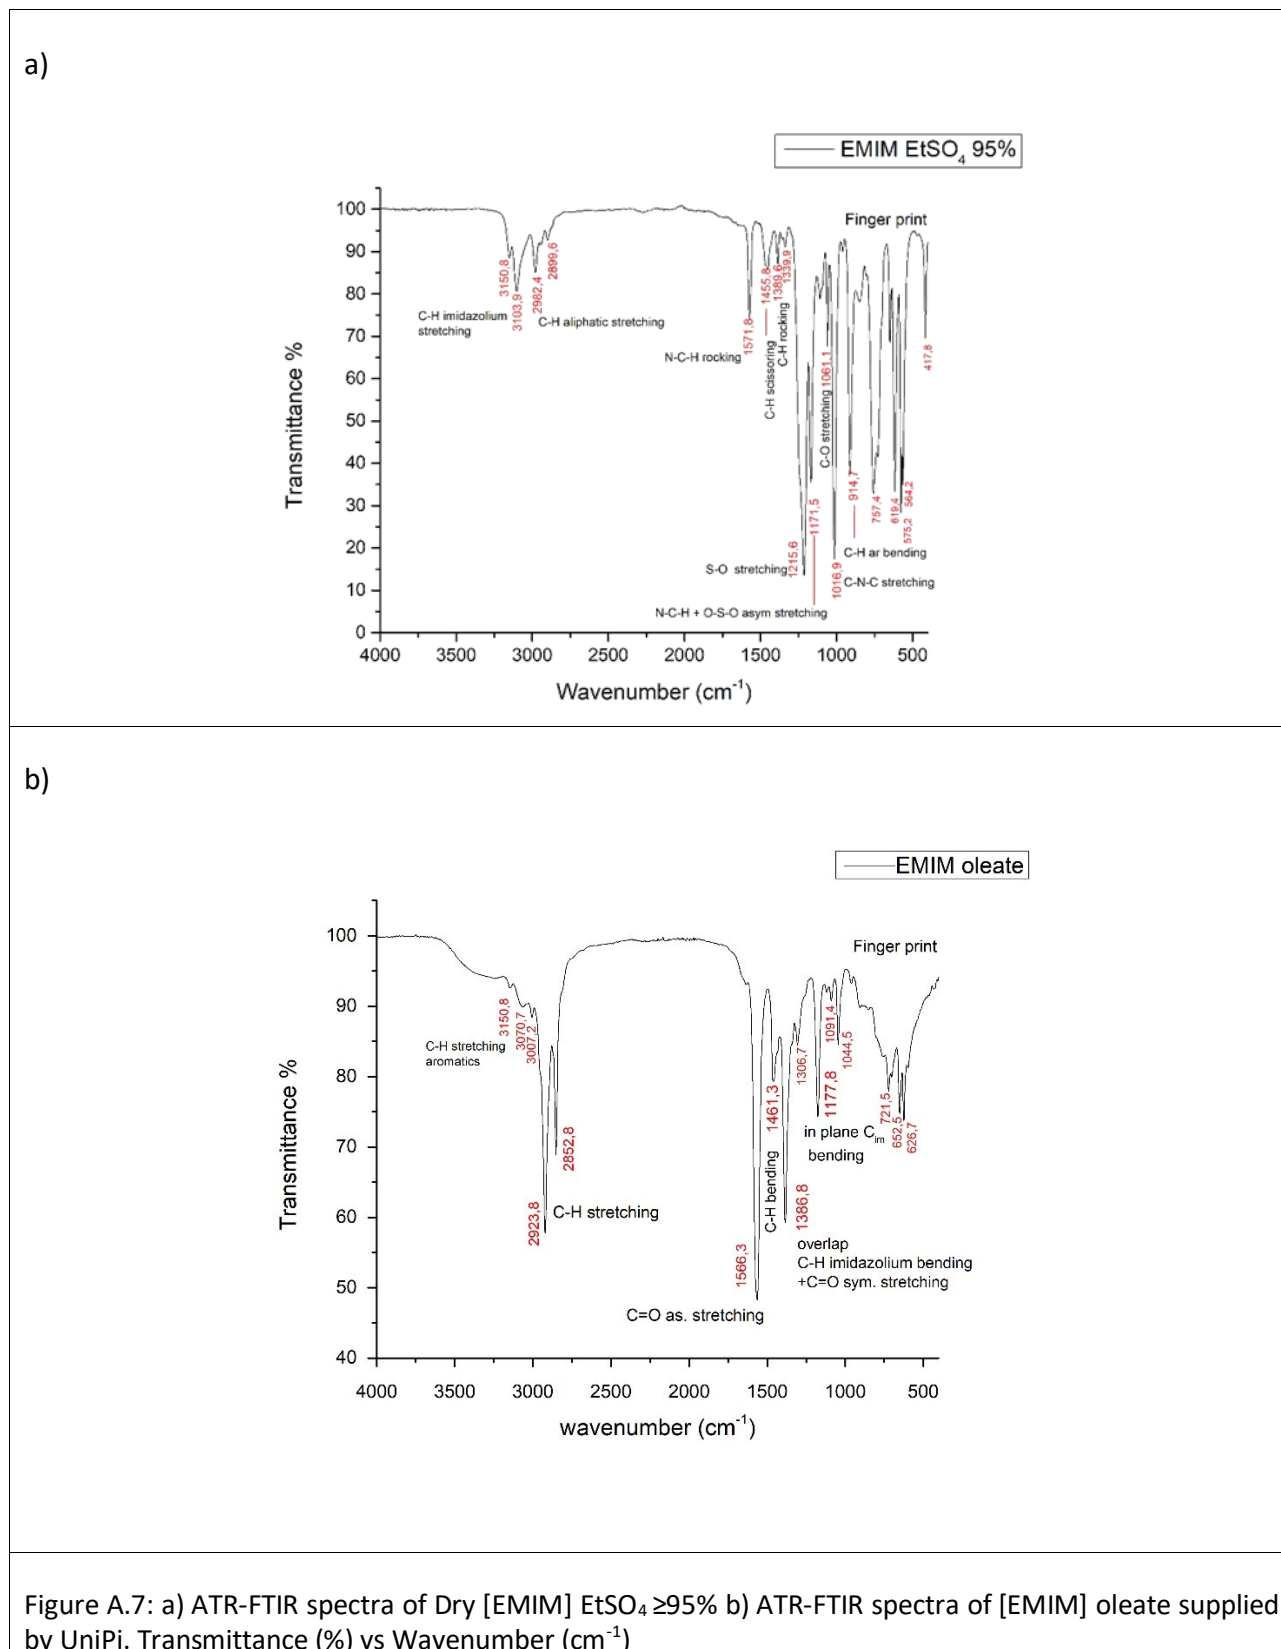 a)
EMIM EtSO4 95%
Finger print
100
90
80
70
60
50
40
30
20
10
0
Transmittance %
3150,8
3103,9
2982,4
2899,6
C-H imidazolium
stretching
C-H aliphatic stretching
N-C-H rocking
1571,8
1455,8
1389,6
1339,9
C-H scissoring
C-H rocking
C-O stretching
1061,1
S-O stretching
1215,6
1171,5
N-C-H + O-S-O asym stretching
1016,9
914,7
C-H ar bending
C-N-C stretching
757,4
619,4
575,2
564,2
417,8
4000
3500
3000
2500
2000
1500
1000
500
Wavenumber (cm-1)
b)
EMIM oleate
Finger print
100
90
80
70
60
50
40
Transmittance %
3150,8
3070,7
3007,2
C-H stretching
aromatics
2923,8
2852,8
C-H stretching
1566,3
C=O as. stretching
1461,3
C-H bending
1386,8
overlap
C-H imidazolium bending
+C=O sym. stretching
1306,7
1177,8
in plane Cim
bending
1091,4
1044,5
721,5
652,5
626,7
4000
3500
3000
2500
2000
1500
1000
500
wavenumber (cm-1)
Figure A.7: a) ATR-FTIR spectra of Dry [EMIM] EtSO4 ≥95% b) ATR-FTIR spectra of [EMIM] oleate supplied
by UniPi. Transmittance (%) vs Wavenumber (cm-1)